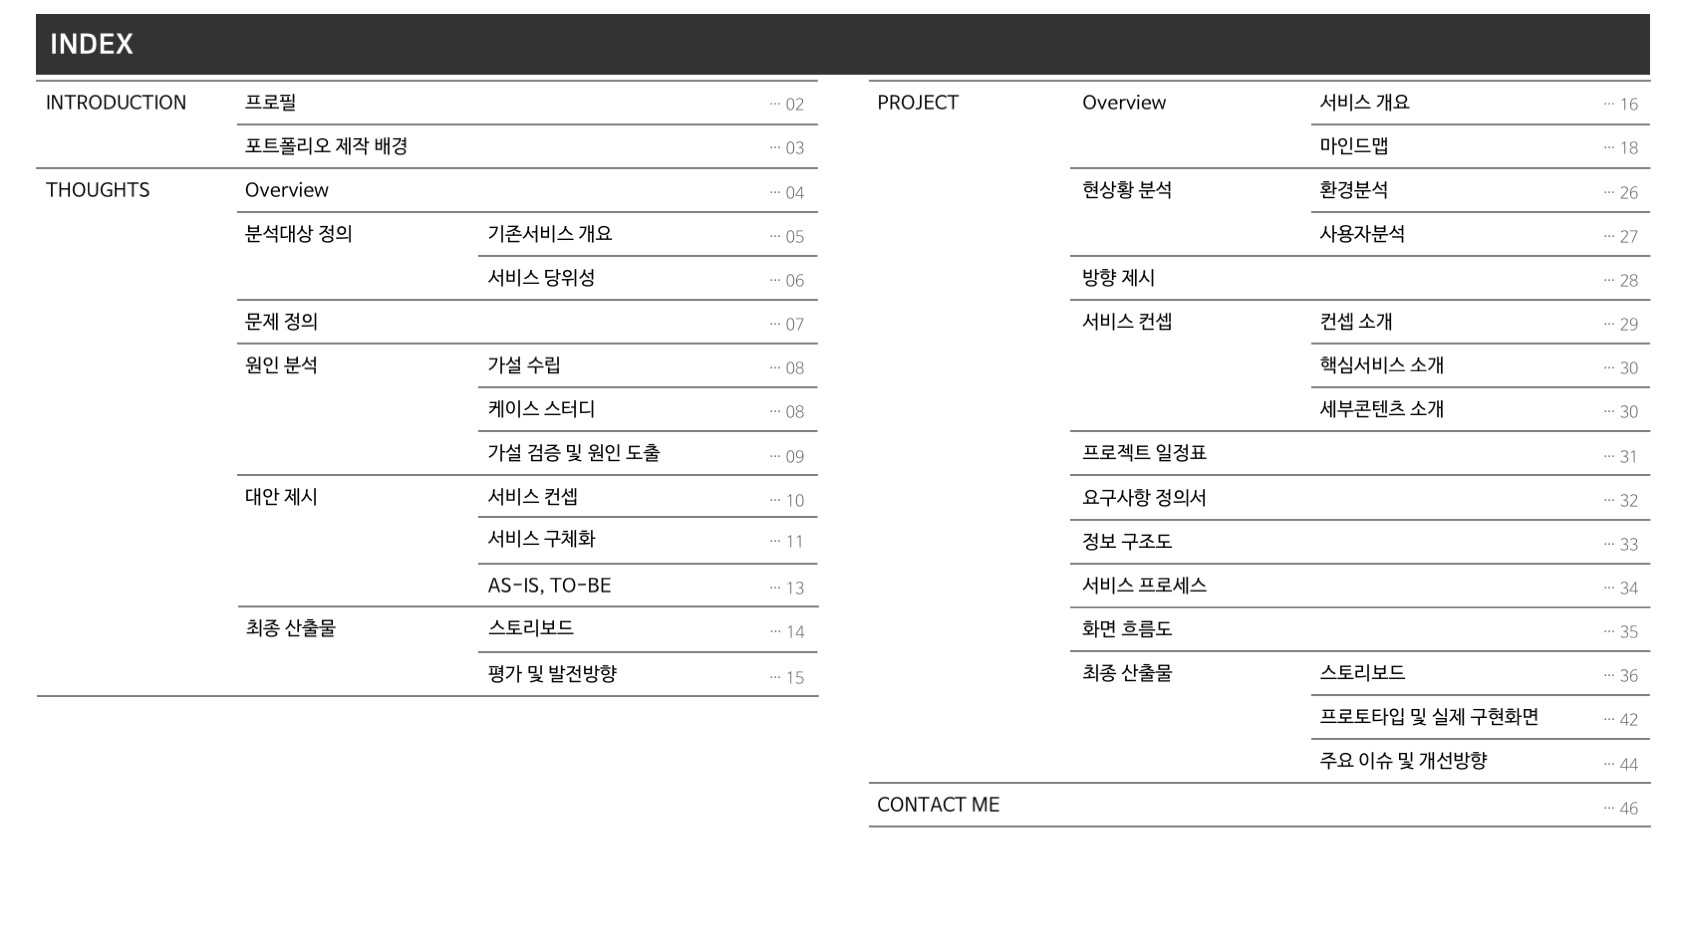 INDEX
INTRODUCTION 프로필 ··· 02
포트폴리오 제작 배경 ··· 03
THOUGHTS Overview ··· 04
분석대상 정의 기존서비스 개요 ··· 05
서비스 당위성 ··· 06
문제 정의 ··· 07
원인 분석 가설 수립 ··· 08
케이스 스터디 ··· 08
가설 검증 및 원인 도출 ··· 09
대안 제시 서비스 컨셉 ··· 10
서비스 구체화 ··· 11
AS-IS, TO-BE ··· 13
최종 산출물 스토리보드 ··· 14
평가 및 발전방향 ··· 15
PROJECT Overview 서비스 개요 ··· 16
마인드맵 ··· 18
현상황 분석 환경분석 ··· 26
사용자분석 ··· 27
방향 제시 ··· 28
서비스 컨셉 컨셉 소개 ··· 29
핵심서비스 소개 ··· 30
세부콘텐츠 소개 ··· 30
프로젝트 일정표 ··· 31
요구사항 정의서 ··· 32
정보 구조도 ··· 33
서비스 프로세스 ··· 34
화면 흐름도 ··· 35
최종 산출물 스토리보드 ··· 36
프로토타입 및 실제 구현화면 ··· 42
주요 이슈 및 개선방향 ··· 44
CONTACT ME ··· 46